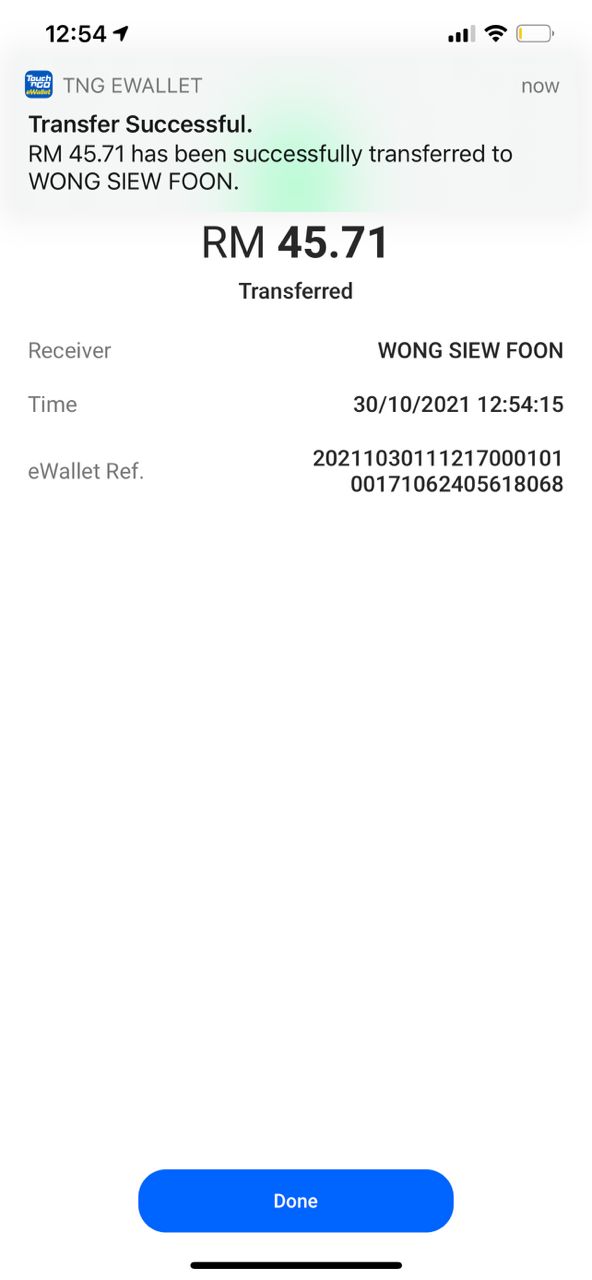 12:54
Touch
'nGO
eWallet
TNG EWALLET
now
Transfer Successful.
RM 45.71 has been successfully transferred to
WONG SIEW FOON.
RM 45.71
Transferred
Receiver
WONG SIEW FOON
Time
30/10/2021 12:54:15
eWallet Ref.
20211030111217000101
00171062405618068
Done